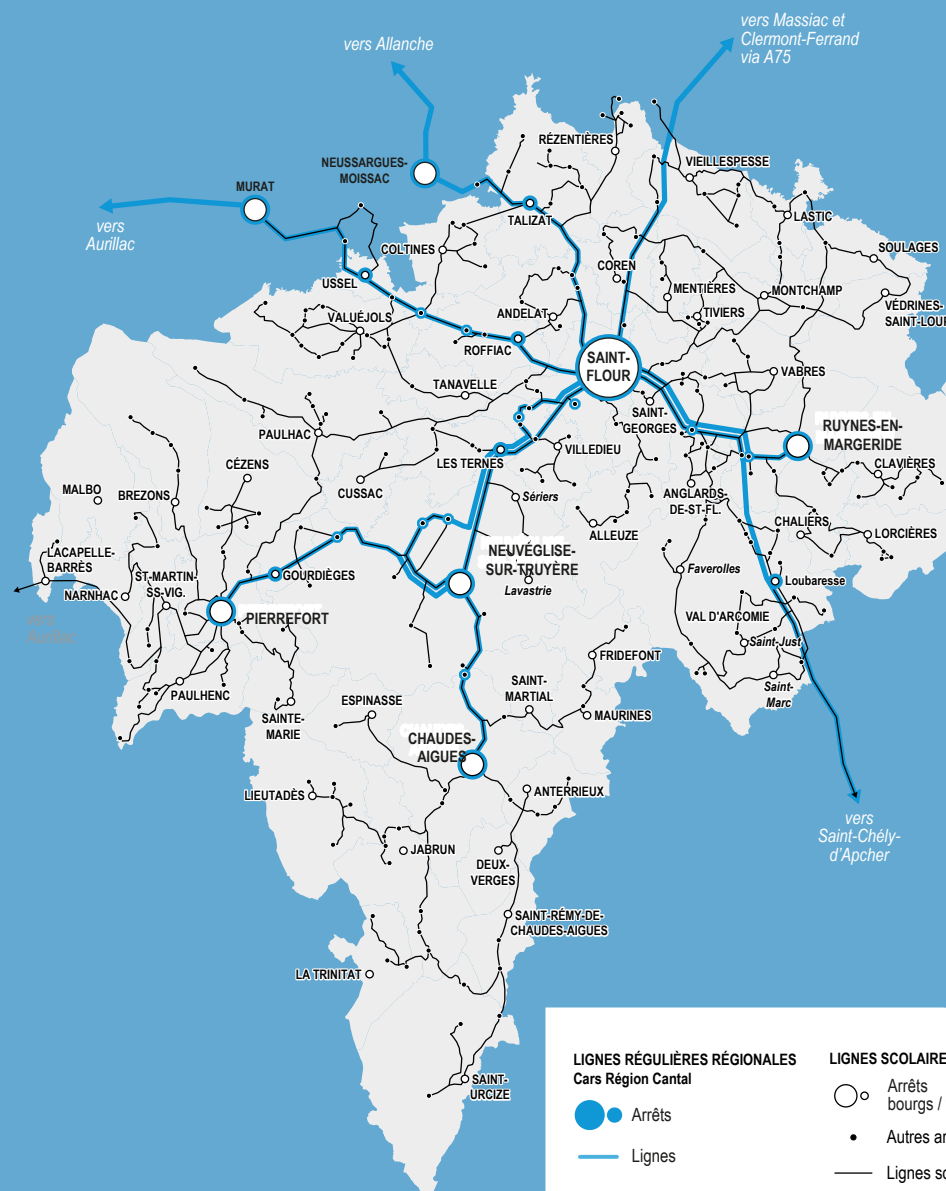 vers Massiac et
Clermont-Ferrand
via A75
vers Allanche
RÉZENTIÈRES
NEUSSARGUES-
MOISSAC
VIEILLESPESSE
MURAT
TALIZAT
LASTIC
vers
Aurillac
COLTINES
SOULAGES
COREN
USSEL
MENTIÈRES
MONTCHAMP
VÉDRINES-
SAINT-LOUP
ANDELAT
TIVIERS
VALUÉJOLS
ROFFIAC
SAINT-
FLOUR
VABRES
TANAVELLE
SAINT-
GEORGES
RUYNES-EN-
MARGERIDE
PAULHAC
VILLEDIEU
LES TERNES
CÉZENS
CLAVIÈRES
MALBO
BREZONS
CUSSAC
Sériers
ANGLARDS-
DE-ST-FL.
CHALIERS
ALLEUZE
LORCIÈRES
LACAPELLE-
BARRÈS
NEUVÉGLISE-
SUR-TRUYÈRE
Faverolles
ST-MARTIN-
SS-VIG.
GOURDIÈGES
Loubaresse
Lavastrie
NARNHAC
PIERREFORT
VAL D'ARCOMIE
vers
Aurillac
Saint-Just
FRIDEFONT
PAULHENC
SAINT-
MARTIAL
Saint-
Marc
ESPINASSE
SAINTE-
MARIE
MAURINES
CHAUDES-
AIGUES
LIEUTADÈS
ANTERRIEUX
vers
Saint-Chély-
d'Apcher
JABRUN
DEUX-
VERGES
SAINT-RÉMY-DE-
CHAUDES-AIGUES
LA TRINITAT
SAINT-
URCIZE
LIGNES RÉGULIÈRES RÉGIONALES
Cars Région Cantal
Arrêts
Lignes
LIGNES SCOLAIRE
Arrêts
bourgs /
Autres ar
Lignes sc